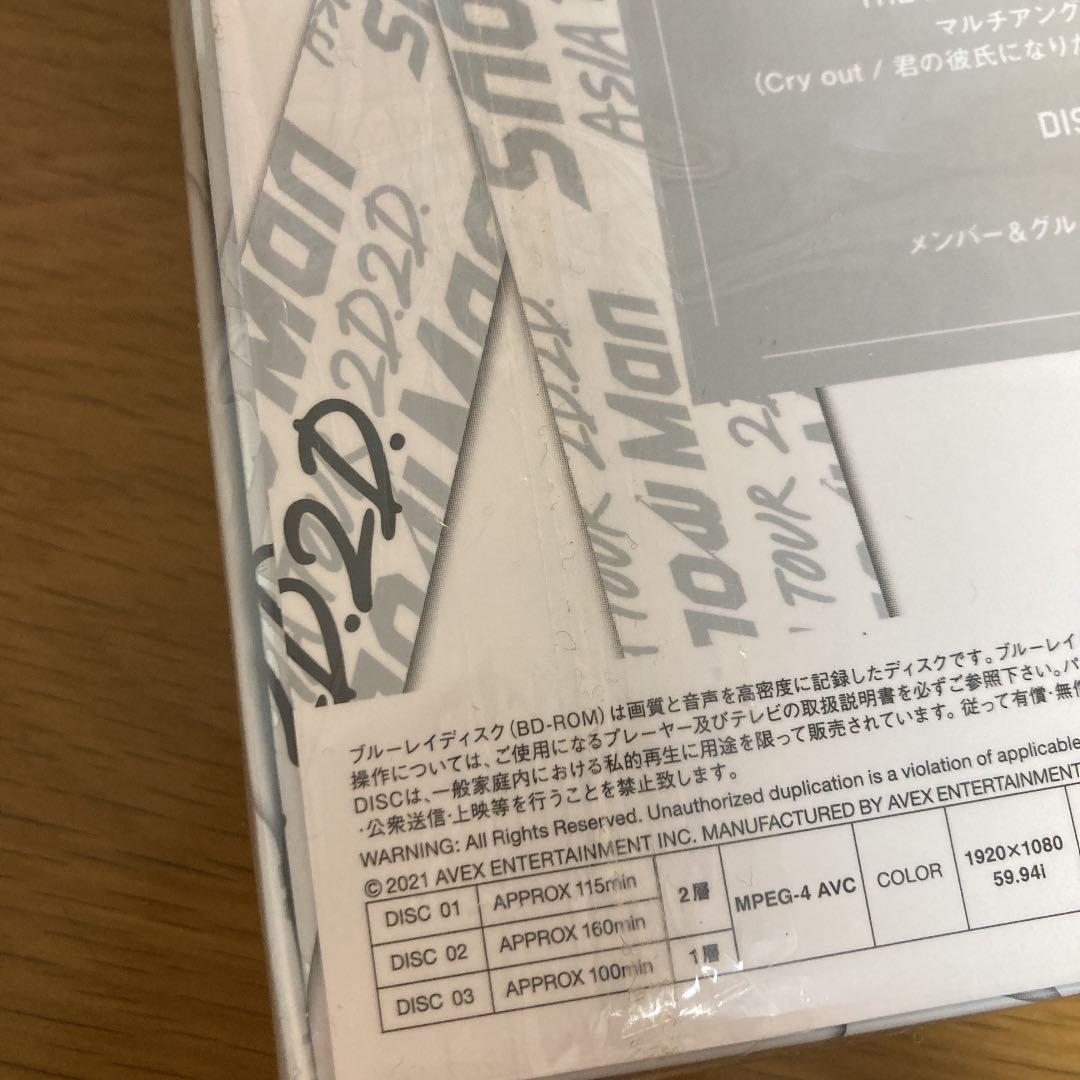 マルチアング
(Cry out / 君の彼氏になりた
DIS
メンバー＆グル
ASIA
Man
2D.2D.
Snow Man
TOUR 2D.2D.
TOUR 2
D.2D.
ブルーレイディスク(BD-ROM)は画質と音声を高密度に記録したディスクです。ブルーレイ
操作については、ご使用になるプレーヤー及びテレビの取扱説明書を必ずご参照下さい。パ
DISCは、一般家庭内における私的再生に用途を限って販売されています。従って有償・無償
・公衆送信・上映等を行うことを禁止致します。
WARNING: All Rights Reserved. Unauthorized duplication is a violation of applicable
© 2021 AVEX ENTERTAINMENT INC. MANUFACTURED BY AVEX ENTERTAINMENT
DISC 01 APPROX 115min 2層 MPEG-4 AVC COLOR 1920×1080 59.94i
DISC 02 APPROX 160min
DISC 03 APPROX 100min 1層